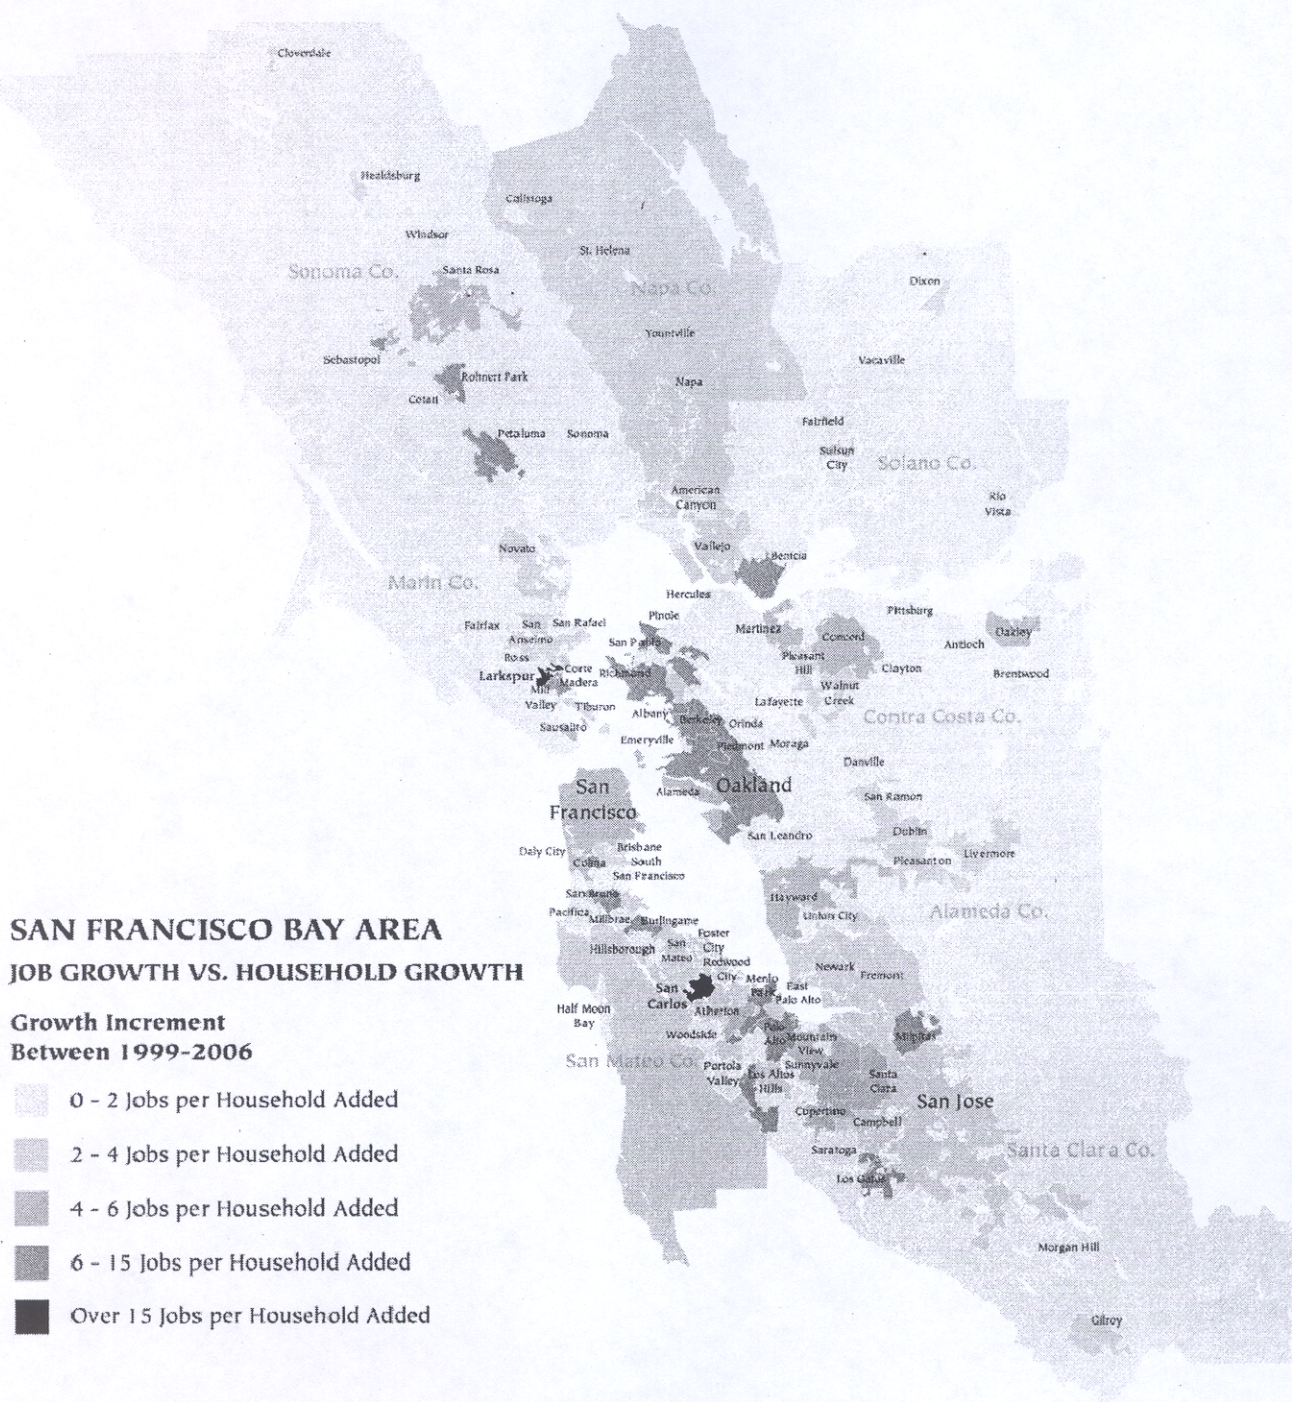 Cloverdale
Healdsburg
Calistoga
Windsor
St. Helena
Sonoma Co.
Santa Rosa
Napa Co.
Dixon
Yountville
Sebastopol
Vacaville
Rohnert Park
Napa
Cotati
Fairfield
Petaluma
Sonoma
Suisun
City
Solano Co.
American
Canyon
Rio
Vista
Novato
Vallejo
Benicia
Marin Co.
Hercules
Pittsburg
Fairfax
San
Anselmo
San Rafael
Pinole
Martinez
Concord
Oakley
San Pablo
Antioch
Ross
Pleasant
Hill
Larkspur
Corte
Madera
Richmond
Clayton
Brentwood
Mill
Valley
Walnut
Creek
Tiburon
Albany
Lafayette
Berkeley
Orinda
Contra Costa Co.
Sausalito
Emeryville
Piedmont
Moraga
Danville
San
Francisco
Alameda
Oakland
San Ramon
San Leandro
Dublin
Daly City
Brisbane
Colma
South
San Francisco
Pleasanton
Livermore
San Bruno
Hayward
Pacifica
Millbrae
Burlingame
Union City
Alameda Co.
SAN FRANCISCO BAY AREA
Hillsborough
San
Mateo
Foster
City
JOB GROWTH VS. HOUSEHOLD GROWTH
Redwood
City
Newark
Fremont
Menlo
Park
San
Carlos
East
Palo Alto
Atherton
Half Moon
Bay
Growth Increment
Between 1999-2006
Woodside
Palo
Alto
Mountain
View
Milpitas
San Mateo Co.
Portola
Valley
Los Altos
Hills
Sunnyvale
Santa
Clara
0 - 2 Jobs per Household Added
San Jose
Cupertino
Campbell
2 - 4 Jobs per Household Added
Saratoga
Santa Clara Co.
Los Gatos
4 - 6 Jobs per Household Added
Morgan Hill
6 - 15 Jobs per Household Added
Over 15 Jobs per Household Added
Gilroy